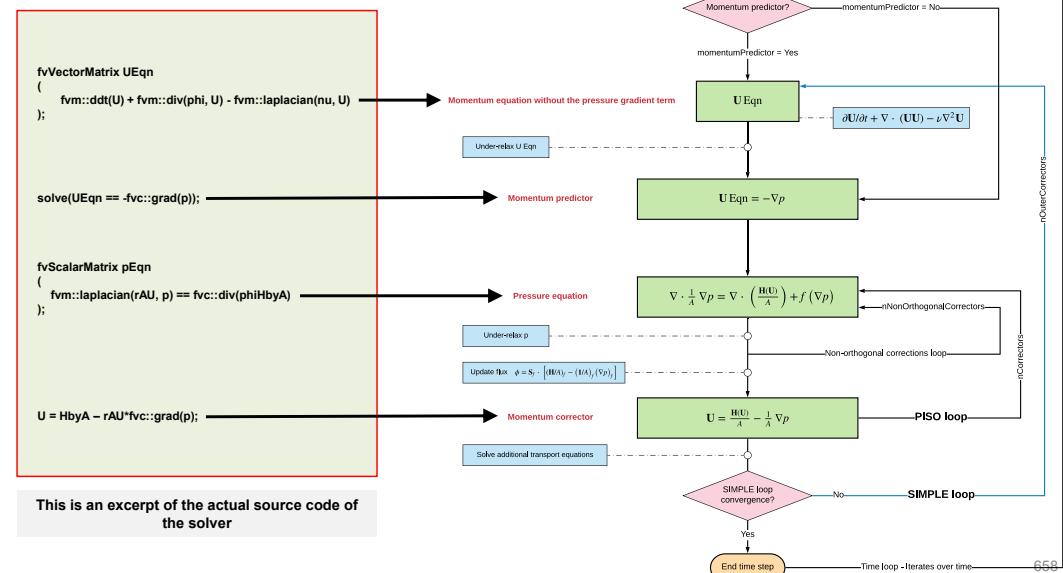 fvVectorMatrix UEqn
(
fvm::ddt(U) + fvm::div(phi, U) - fvm::laplacian(nu, U)
);
solve(UEqn == -fvc::grad(p));
fvScalarMatrix pEqn
(
fvm::laplacian(rAU, p) == fvc::div(phiHbyA)
);
U = HbyA – rAU*fvc::grad(p);
This is an excerpt of the actual source code of
the solver
Momentum equation without the pressure gradient term
Momentum predictor
Pressure equation
Momentum corrector
Momentum predictor?
momentumPredictor = No
momentumPredictor = Yes
U Eqn
∂U/∂t + ∇ · (UU) − ν∇²U
Under-relax U Eqn
U Eqn = −∇p
∇ · 1/A ∇p = ∇ · (H(U)/A) + f (∇p)
nNonOrthogonalCorrectors
Under-relax p
Non-orthogonal corrections loop
Update flux ϕ = S_f · [(H/A)_f − (1/A)_f (∇p)_f]
U = H(U)/A − 1/A ∇p
PISO loop
nCorrectors
nOuterCorrectors
Solve additional transport equations
SIMPLE loop
convergence?
No
SIMPLE loop
Yes
End time step
Time loop - Iterates over time
658